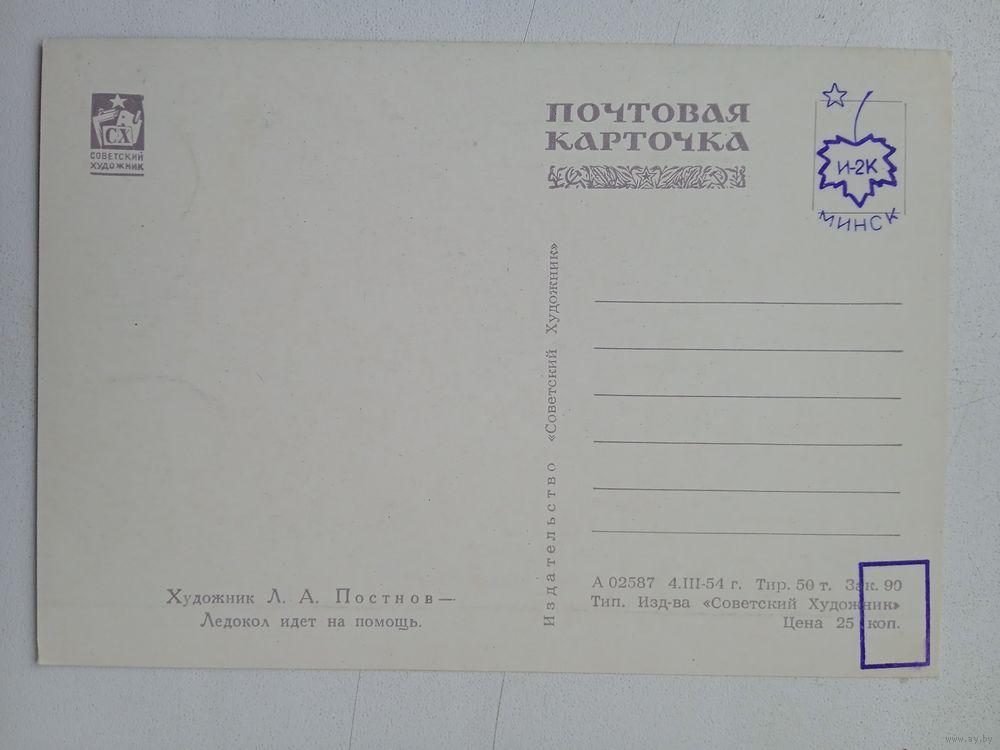 СХ
СОВЕТСКИЙ
ХУДОЖНИК
ПОЧТОВАЯ
КАРТОЧКА
И-2К
МИНСК
Издательство «Советский Художник»
Художник Л. А. Постнов—
Ледокол идет на помощь.
А 02587 4.III-54 г. Тир. 50 т. Зак. 90
Тип. Изд-ва «Советский Художник»
Цена 25 коп.
www.ay.by